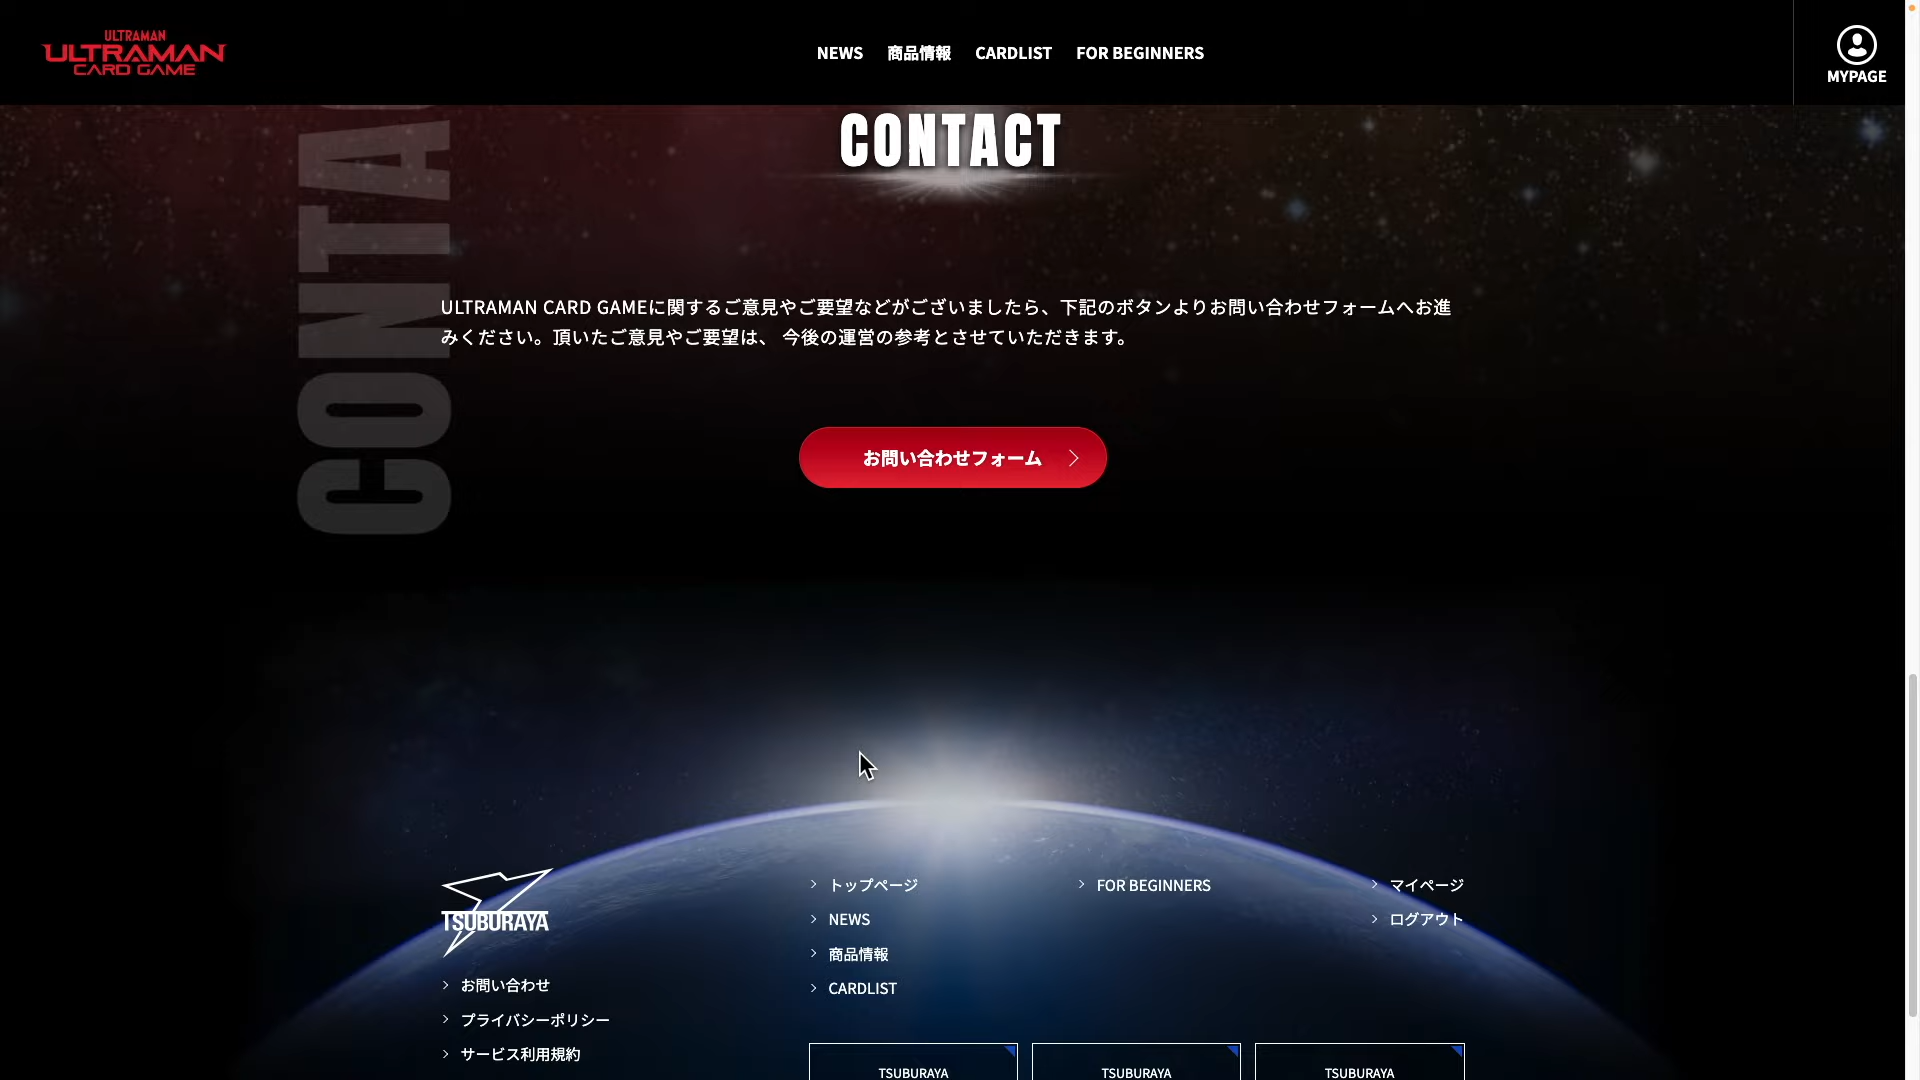 ULTRAMAN
ULTRAMAN
CARD GAME
NEWS
商品情報
CARDLIST
FOR BEGINNERS
MYPAGE
CONTACT
CONTAC
ULTRAMAN CARD GAMEに関するご意見やご要望などがございましたら、下記のボタンよりお問い合わせフォームへお進
みください。頂いたご意見やご要望は、 今後の運営の参考とさせていただきます。
お問い合わせフォーム
TSUBURAYA
お問い合わせ
プライバシーポリシー
サービス利用規約
トップページ
NEWS
商品情報
CARDLIST
FOR BEGINNERS
マイページ
ログアウト
TSUBURAYA
TSUBURAYA
TSUBURAYA